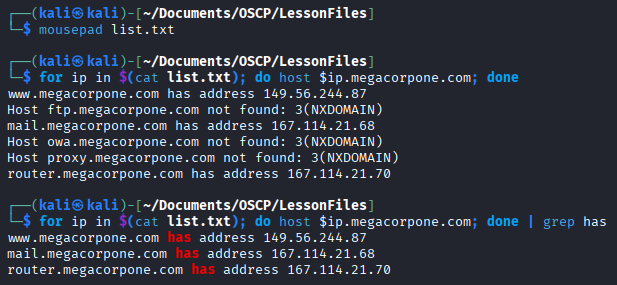 ┌──(kali㉿kali)-[~/Documents/OSCP/LessonFiles]
└─$ mousepad list.txt
┌──(kali㉿kali)-[~/Documents/OSCP/LessonFiles]
└─$ for ip in $(cat list.txt); do host $ip.megacorpone.com; done
www.megacorpone.com has address 149.56.244.87
Host ftp.megacorpone.com not found: 3(NXDOMAIN)
mail.megacorpone.com has address 167.114.21.68
Host owa.megacorpone.com not found: 3(NXDOMAIN)
Host proxy.megacorpone.com not found: 3(NXDOMAIN)
router.megacorpone.com has address 167.114.21.70
┌──(kali㉿kali)-[~/Documents/OSCP/LessonFiles]
└─$ for ip in $(cat list.txt); do host $ip.megacorpone.com; done | grep has
www.megacorpone.com has address 149.56.244.87
mail.megacorpone.com has address 167.114.21.68
router.megacorpone.com has address 167.114.21.70